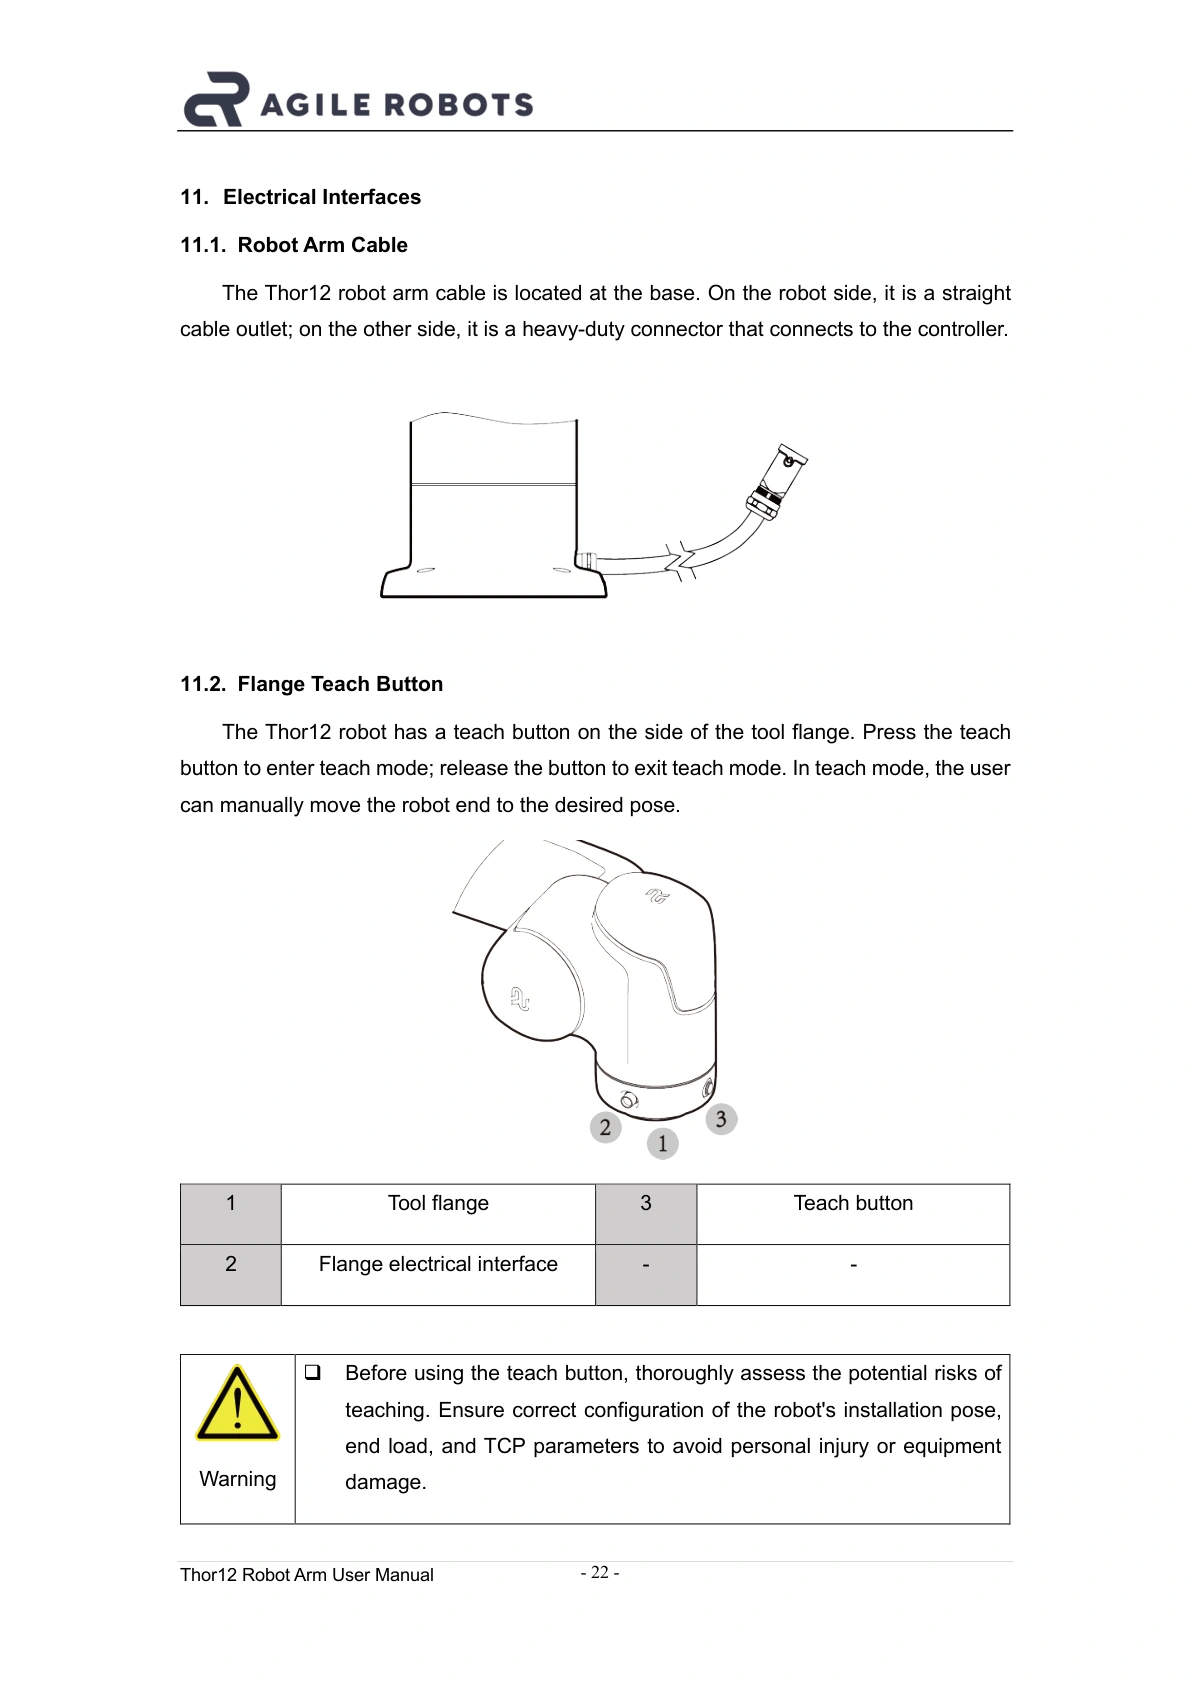 AGILE ROBOTS
11. Electrical Interfaces
11.1. Robot Arm Cable
The Thor12 robot arm cable is located at the base. On the robot side, it is a straight
cable outlet; on the other side, it is a heavy-duty connector that connects to the controller.
11.2. Flange Teach Button
The Thor12 robot has a teach button on the side of the tool flange. Press the teach
button to enter teach mode; release the button to exit teach mode. In teach mode, the user
can manually move the robot end to the desired pose.
2
1
3
1 Tool flange 3 Teach button
2 Flange electrical interface - -
❑ Before using the teach button, thoroughly assess the potential risks of
teaching. Ensure correct configuration of the robot's installation pose,
end load, and TCP parameters to avoid personal injury or equipment
damage.
Warning
Thor12 Robot Arm User Manual - 22 -